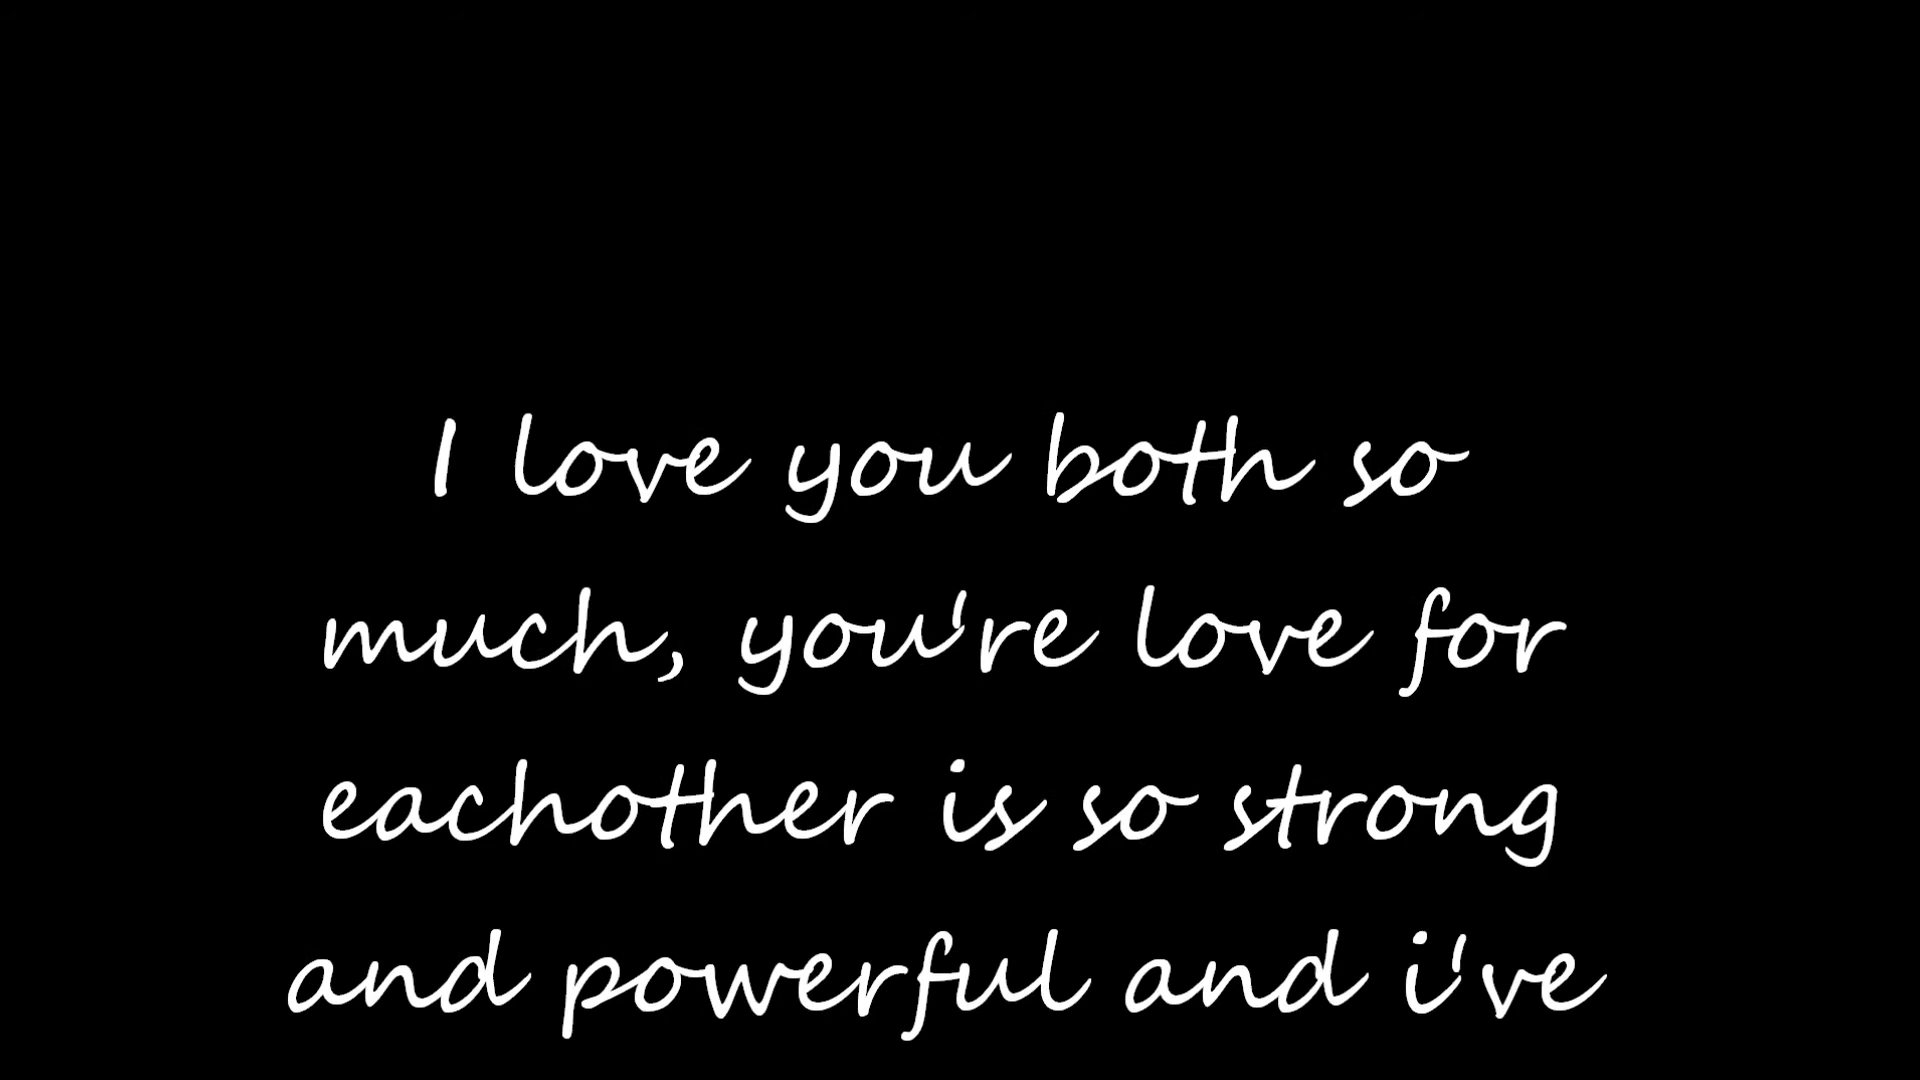 I love you both so
much, you're love for
eachother is so strong
and powerful and i've